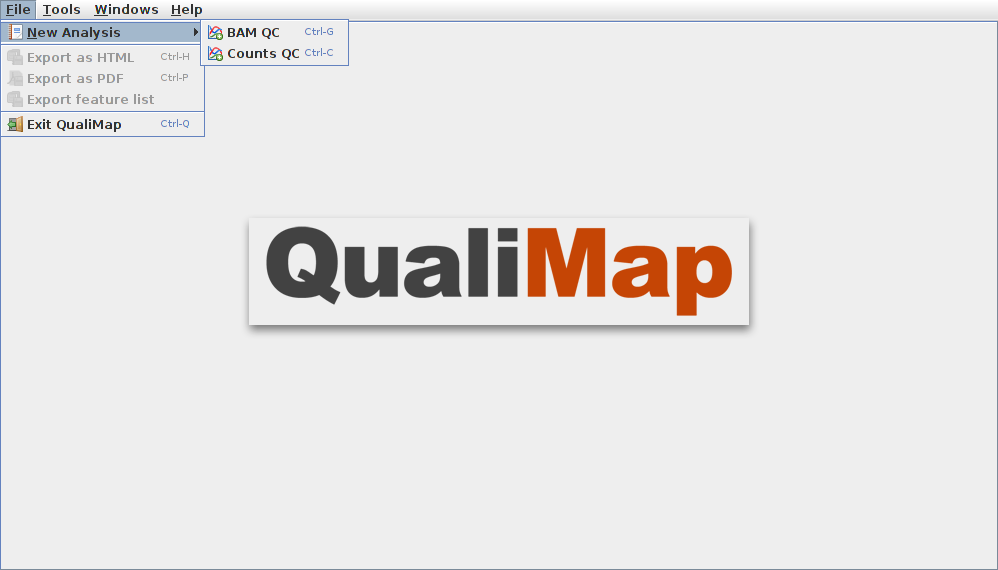 File Tools Windows Help
New Analysis
BAM QC Ctrl-G
Counts QC Ctrl-C
Export as HTML Ctrl-H
Export as PDF Ctrl-P
Export feature list
Exit QualiMap Ctrl-Q
QualiMap